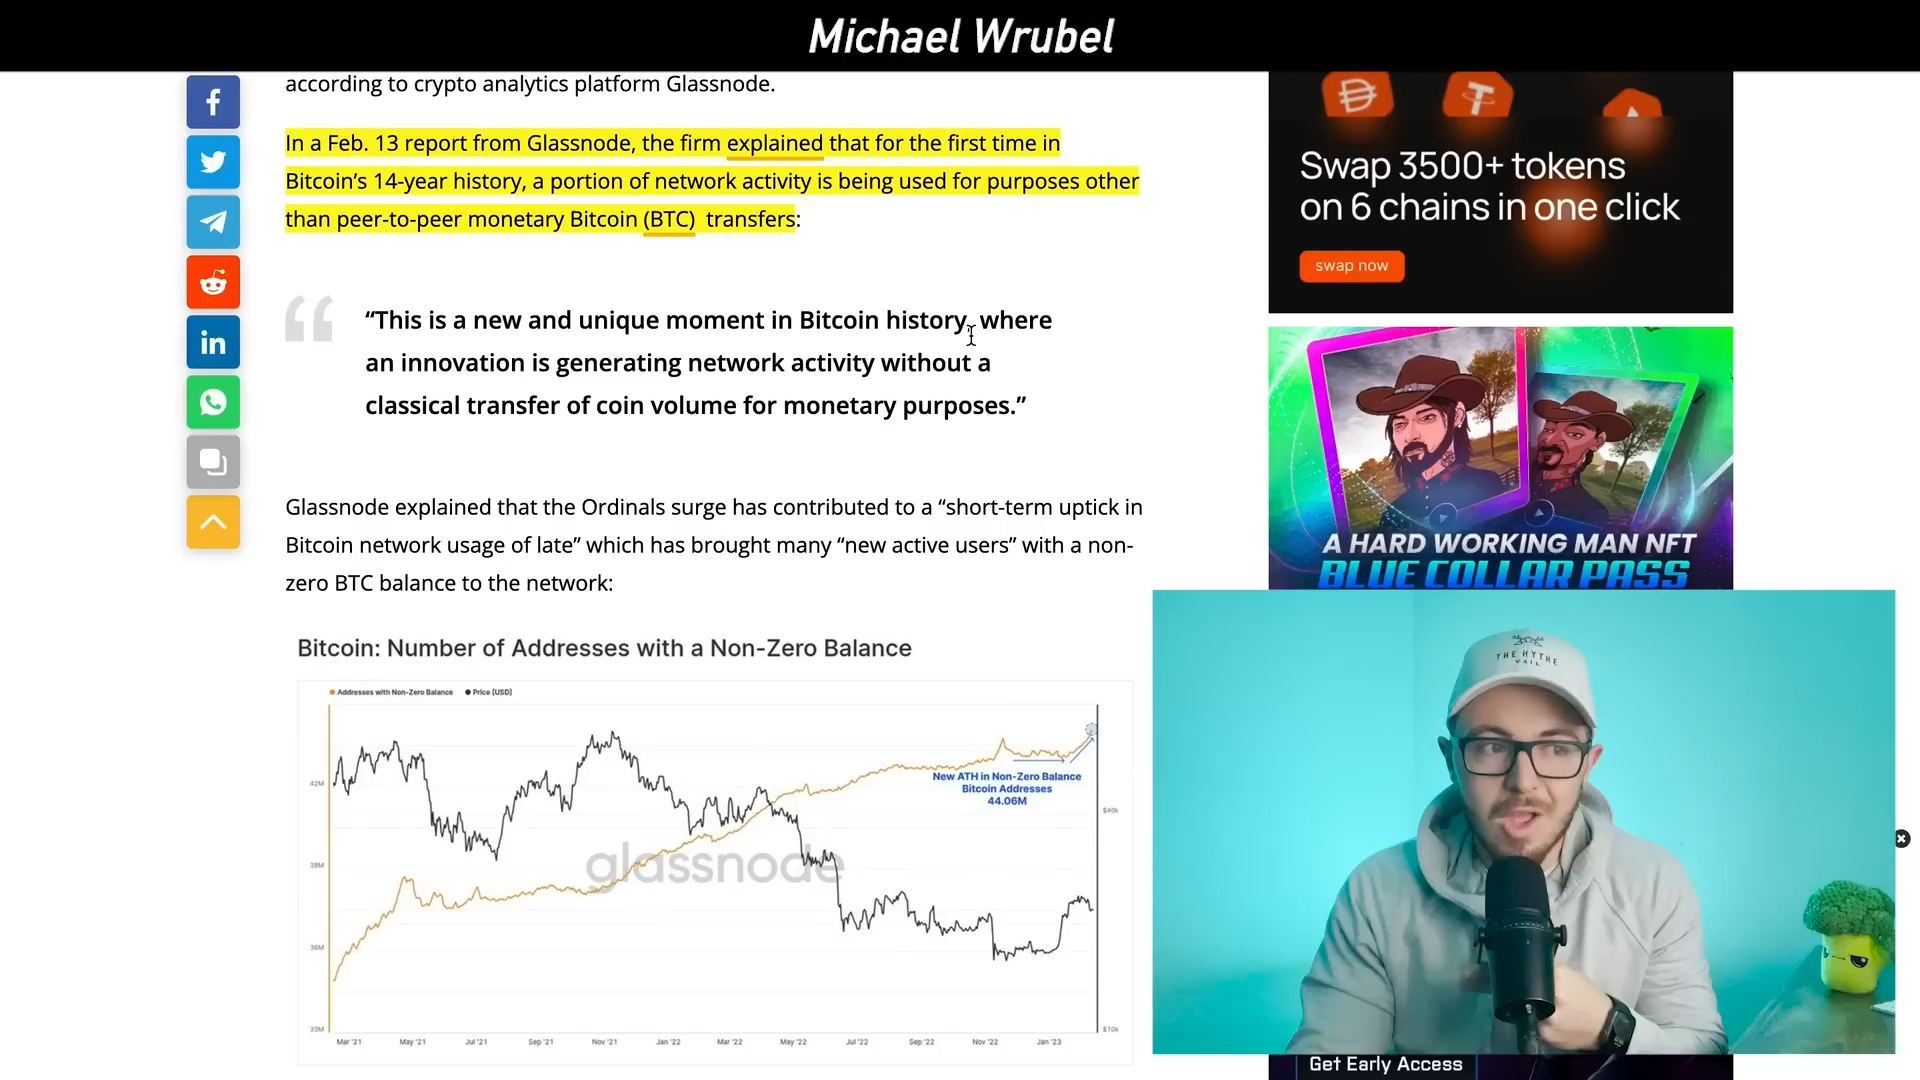 Michael Wrubel
according to crypto analytics platform Glassnode.
In a Feb. 13 report from Glassnode, the firm explained that for the first time in
Bitcoin’s 14-year history, a portion of network activity is being used for purposes other
than peer-to-peer monetary Bitcoin (BTC) transfers:
“This is a new and unique moment in Bitcoin history, where
an innovation is generating network activity without a
classical transfer of coin volume for monetary purposes.”
Glassnode explained that the Ordinals surge has contributed to a “short-term uptick in
Bitcoin network usage of late” which has brought many “new active users” with a non-
zero BTC balance to the network:
Bitcoin: Number of Addresses with a Non-Zero Balance
Addresses with Non-Zero Balance Price [USD]
New ATH in Non-Zero Balance
Bitcoin Addresses
44.06M
42M
39M
36M
33M
$40k
$10k
glassnode
Mar '21 May '21 Jul '21 Sep '21 Nov '21 Jan '22 Mar '22 May '22 Jul '22 Sep '22 Nov '22 Jan '23
Swap 3500+ tokens
on 6 chains in one click
swap now
A HARD WORKING MAN NFT
BLUE COLLAR PASS
THE HYTHE
VAIL
Get Early Access